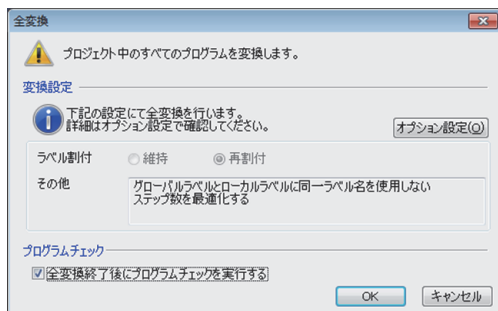 全変換
プロジェクト中のすべてのプログラムを変換します。
変換設定
下記の設定にて全変換を行います。
詳細はオプション設定で確認してください。
オプション設定(O)
ラベル割付 維持 再割付
その他 グローバルラベルとローカルラベルに同一ラベル名を使用しない
ステップ数を最適化する
プログラムチェック
全変換終了後にプログラムチェックを実行する
OK キャンセル